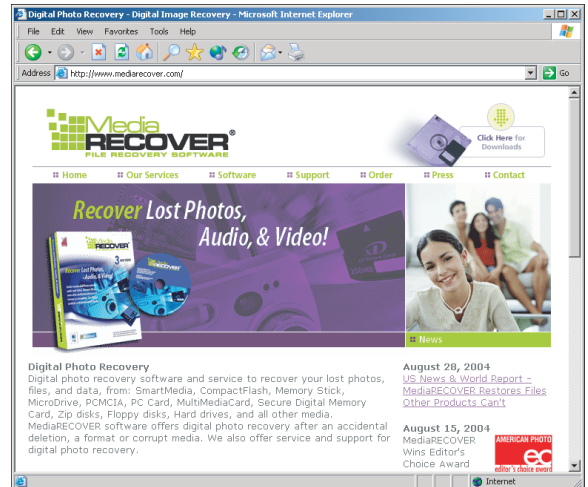 Digital Photo Recovery - Digital Image Recovery - Microsoft Internet Explorer
File Edit View Favorites Tools Help
Address http://www.mediarecover.com/ Go
Media
RECOVER®
FILE RECOVERY SOFTWARE
Click Here for
Downloads
Home Our Services Software Support Order Press Contact
Recover Lost Photos,
Audio, & Video!
RECOVER
Recover Lost Photos,
Audio, & Video!
News
Digital Photo Recovery
Digital photo recovery software and service to recover your lost photos,
files, and data, from: SmartMedia, CompactFlash, Memory Stick,
MicroDrive, PCMCIA, PC Card, MultiMediaCard, Secure Digital Memory
Card, Zip disks, Floppy disks, Hard drives, and all other media.
MediaRECOVER software offers digital photo recovery after an accidental
deletion, a format or corrupt media. We also offer service and support for
digital photo recovery.
August 28, 2004
US News & World Report -
MediaRECOVER Restores Files
Other Products Can't
August 15, 2004
MediaRECOVER
Wins Editor's
Choice Award
AMERICAN PHOTO
ec
editor's choice award
Internet